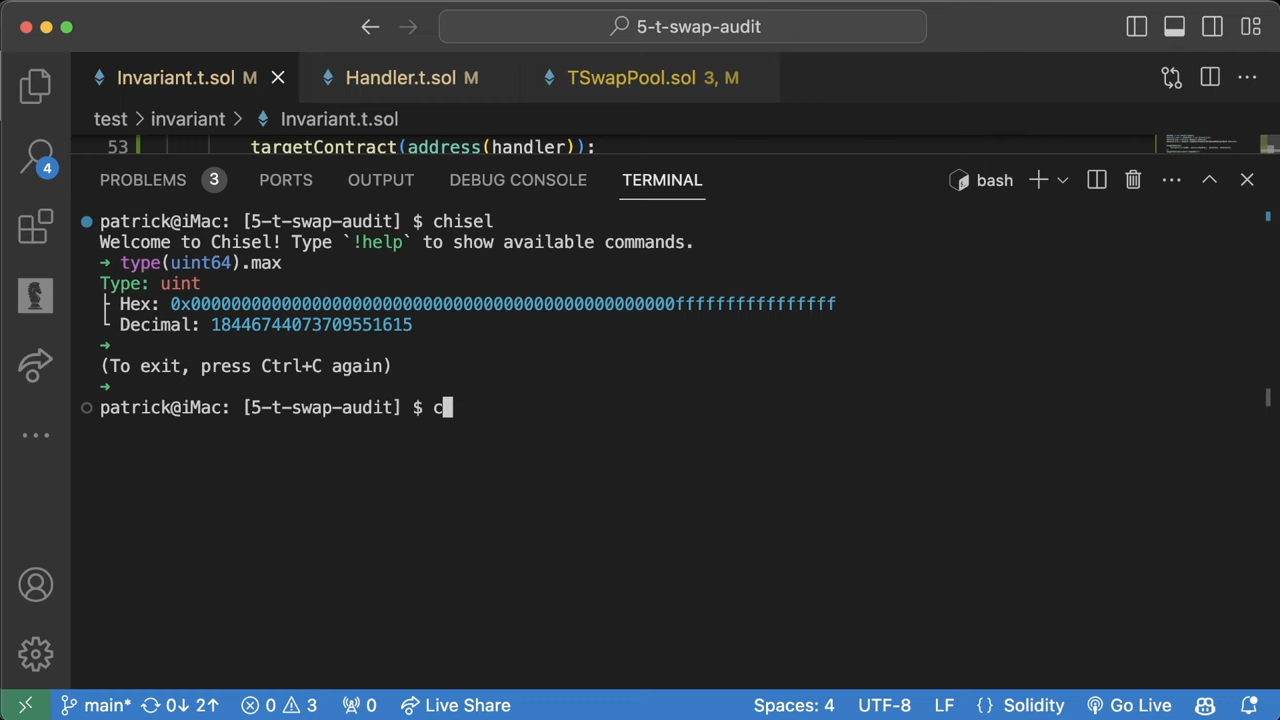 5-t-swap-audit
Invariant.t.sol M
Handler.t.sol M
TSwapPool.sol 3, M
test > invariant > Invariant.t.sol
4
53 targetContract(address(handler));
PROBLEMS 3 PORTS OUTPUT DEBUG CONSOLE TERMINAL bash
patrick@iMac: [5-t-swap-audit] $ chisel
Welcome to Chisel! Type `!help` to show available commands.
➜ type(uint64).max
Type: uint
├ Hex: 0x000000000000000000000000000000000000000000000000ffffffffffffffff
└ Decimal: 18446744073709551615
➜
(To exit, press Ctrl+C again)
➜
patrick@iMac: [5-t-swap-audit] $ c
main* 0↓ 2↑ 0 3 0 Live Share Spaces: 4 UTF-8 LF {} Solidity Go Live